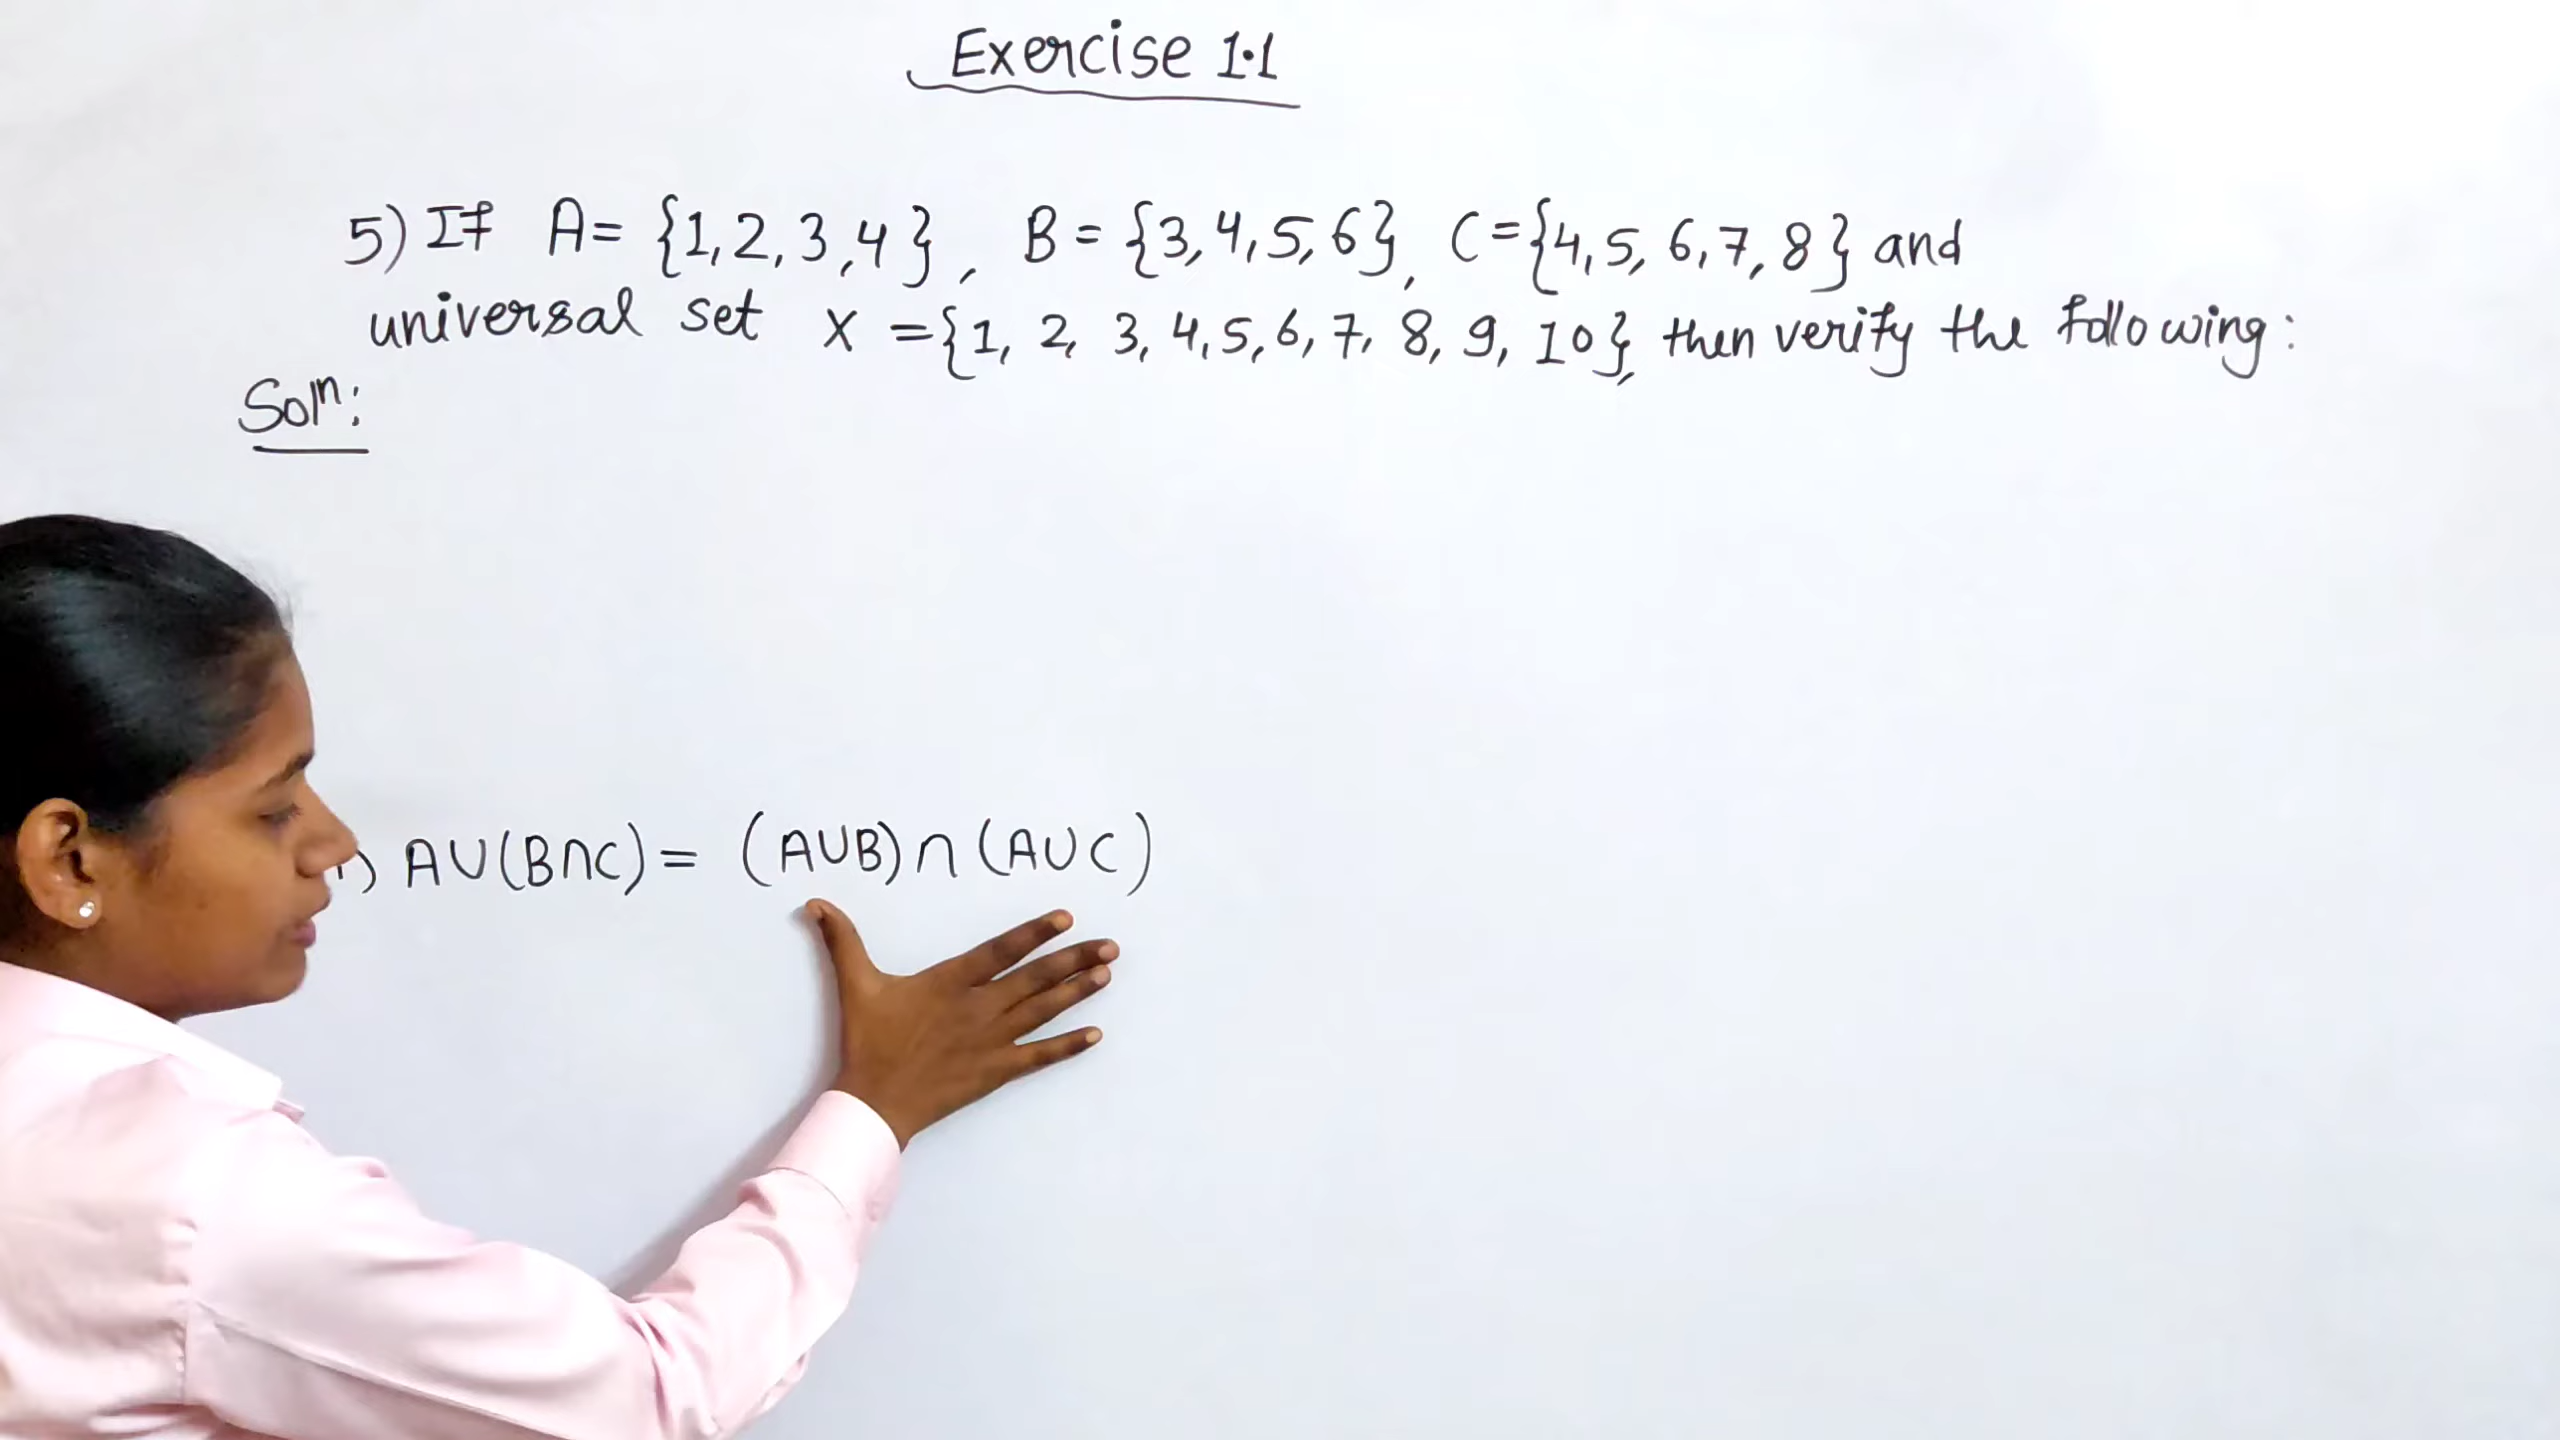 Exercise 1.1
5) If A = {1, 2, 3, 4}, B = {3, 4, 5, 6}, C = {4, 5, 6, 7, 8} and
universal set X = {1, 2, 3, 4, 5, 6, 7, 8, 9, 10}, then verify the following:
Solⁿ:
) A∪(B∩C) = (A∪B)∩(A∪C)